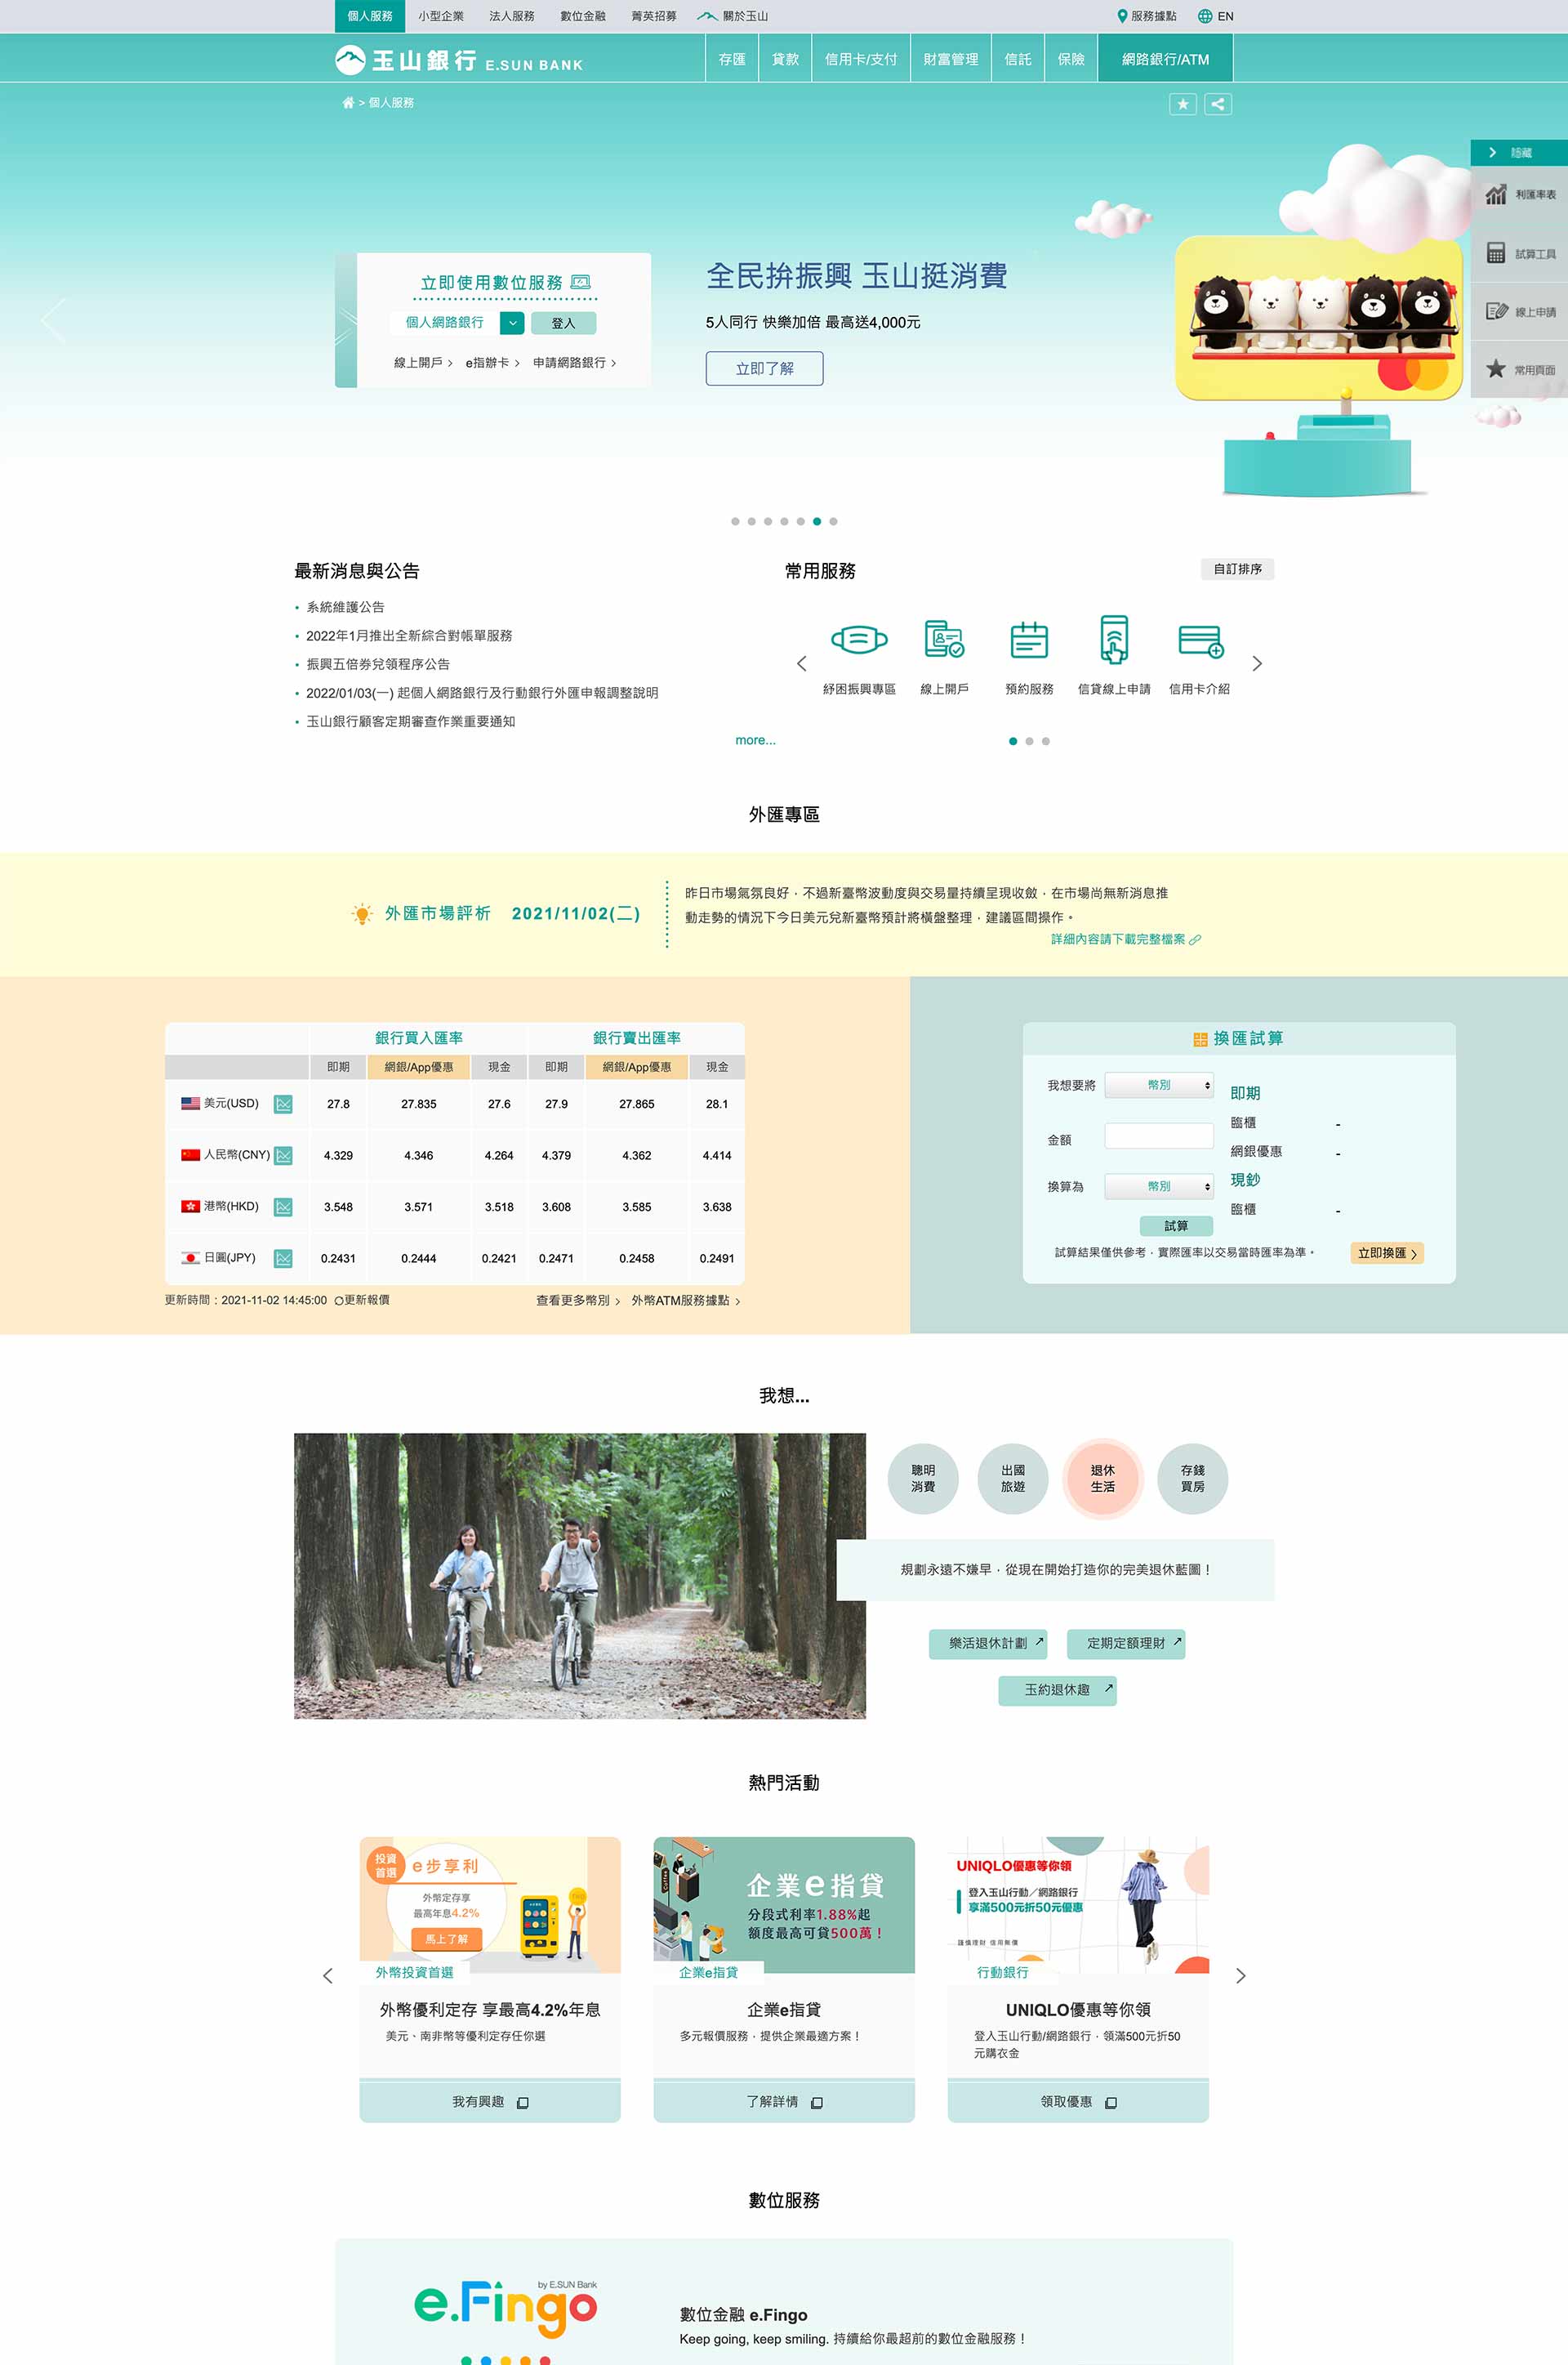 個人服務 小型企業 法人服務 數位金融 菁英招募 關於玉山 服務據點 EN
玉山銀行 E.SUN BANK 存匯 貸款 信用卡/支付 財富管理 信託 保險 網路銀行/ATM
> 個人服務
隱藏
利匯率表
試算工具
線上申請
常用頁面
立即使用數位服務
個人網路銀行 登入
線上開戶 > e指辦卡 > 申請網路銀行 >
全民拚振興 玉山挺消費
5人同行 快樂加倍 最高送4,000元
立即了解
最新消息與公告
• 系統維護公告
• 2022年1月推出全新綜合對帳單服務
• 振興五倍券兌領程序公告
• 2022/01/03(一) 起個人網路銀行及行動銀行外匯申報調整說明
• 玉山銀行顧客定期審查作業重要通知
more...
常用服務 自訂排序
紓困振興專區 線上開戶 預約服務 信貸線上申請 信用卡介紹
外匯專區
外匯市場評析 2021/11/02(二)
昨日市場氣氛良好，不過新臺幣波動度與交易量持續呈現收斂，在市場尚無新消息推
動走勢的情況下今日美元兌新臺幣預計將橫盤整理，建議區間操作。
詳細內容請下載完整檔案
銀行買入匯率 銀行賣出匯率
即期 網銀/App優惠 現金 即期 網銀/App優惠 現金
美元(USD) 27.8 27.835 27.6 27.9 27.865 28.1
人民幣(CNY) 4.329 4.346 4.264 4.379 4.362 4.414
港幣(HKD) 3.548 3.571 3.518 3.608 3.585 3.638
日圓(JPY) 0.2431 0.2444 0.2421 0.2471 0.2458 0.2491
更新時間：2021-11-02 14:45:00 更新報價 查看更多幣別 > 外幣ATM服務據點 >
換匯試算
我想要將 幣別
金額
換算為 幣別
試算
即期
臨櫃 -
網銀優惠 -
現鈔
臨櫃 -
試算結果僅供參考，實際匯率以交易當時匯率為準。 立即換匯 >
我想...
聰明
消費
出國
旅遊
退休
生活
存錢
買房
規劃永遠不嫌早，從現在開始打造你的完美退休藍圖！
樂活退休計劃 定期定額理財
玉約退休趣
熱門活動
投資
首選
e步享利
外幣定存享
最高年息4.2%
馬上了解
外幣投資首選
外幣優利定存 享最高4.2%年息
美元、南非幣等優利定存任你選
我有興趣
Coffee
企業e指貸
分段式利率1.88%起
額度最高可貸500萬！
企業e指貸
企業e指貸
多元報價服務，提供企業最適方案！
了解詳情
UNIQLO優惠等你領
登入玉山行動／網路銀行
享滿500元折50元優惠
謹慎理財 信用無價
行動銀行
UNIQLO優惠等你領
登入玉山行動/網路銀行，領滿500元折50
元購衣金
領取優惠
數位服務
by E.SUN Bank
e.Fingo
數位金融 e.Fingo
Keep going, keep smiling. 持續給你最超前的數位金融服務！